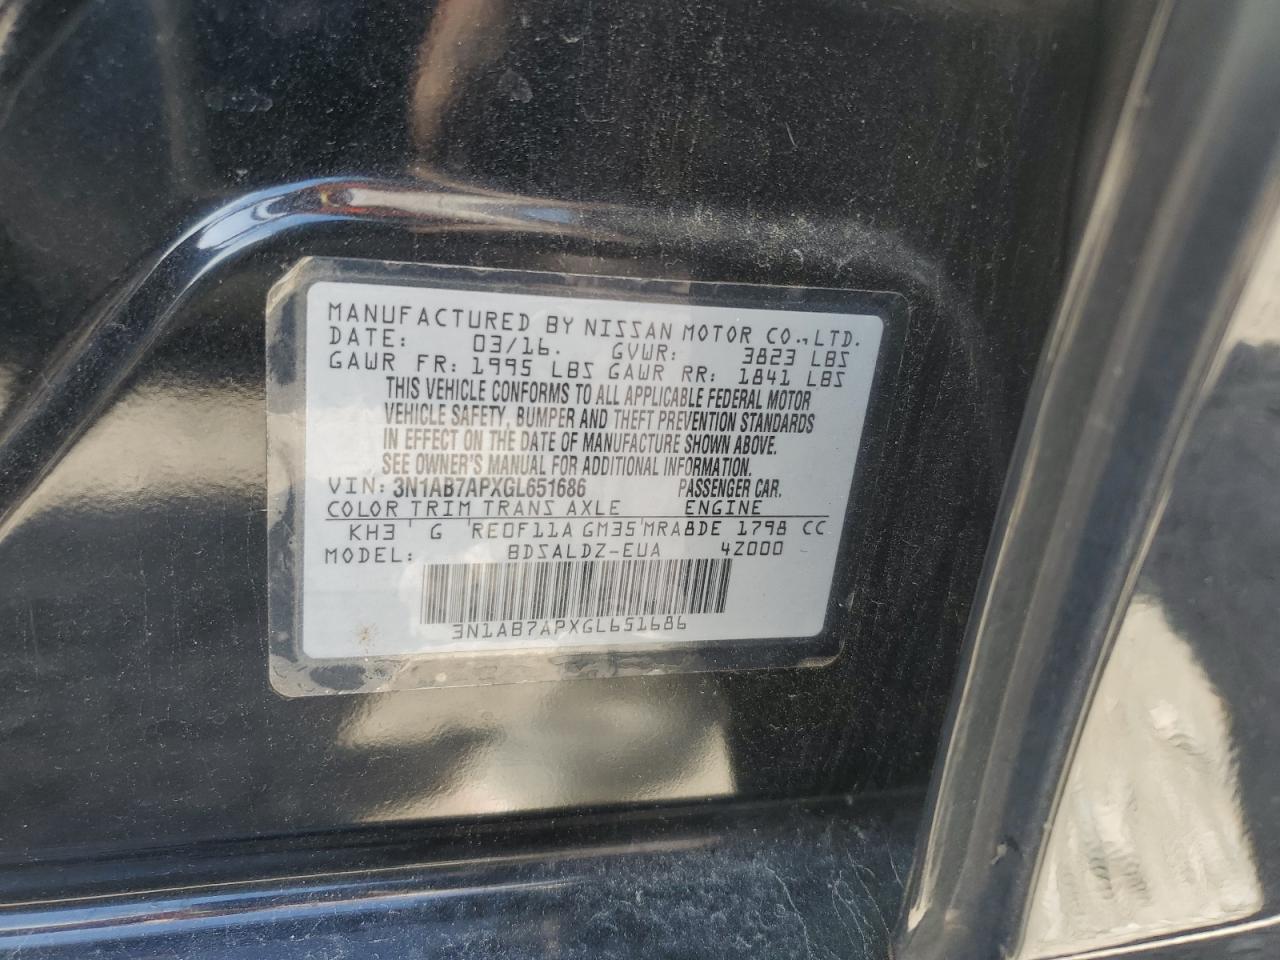 MANUFACTURED BY NISSAN MOTOR CO.,LTD.
DATE: 03/16. GVWR: 3823 LBS
GAWR FR: 1995 LBS GAWR RR: 1841 LBS
THIS VEHICLE CONFORMS TO ALL APPLICABLE FEDERAL MOTOR
VEHICLE SAFETY, BUMPER AND THEFT PREVENTION STANDARDS
IN EFFECT ON THE DATE OF MANUFACTURE SHOWN ABOVE.
SEE OWNER'S MANUAL FOR ADDITIONAL INFORMATION.
VIN: 3N1AB7APXGL651686 PASSENGER CAR.
COLOR TRIM TRANS AXLE ENGINE
KH3 G RE0F11A GM35 MRA8DE 1798 CC
MODEL: BDSALDZ-EUA 4Z000
3N1AB7APXGL651686